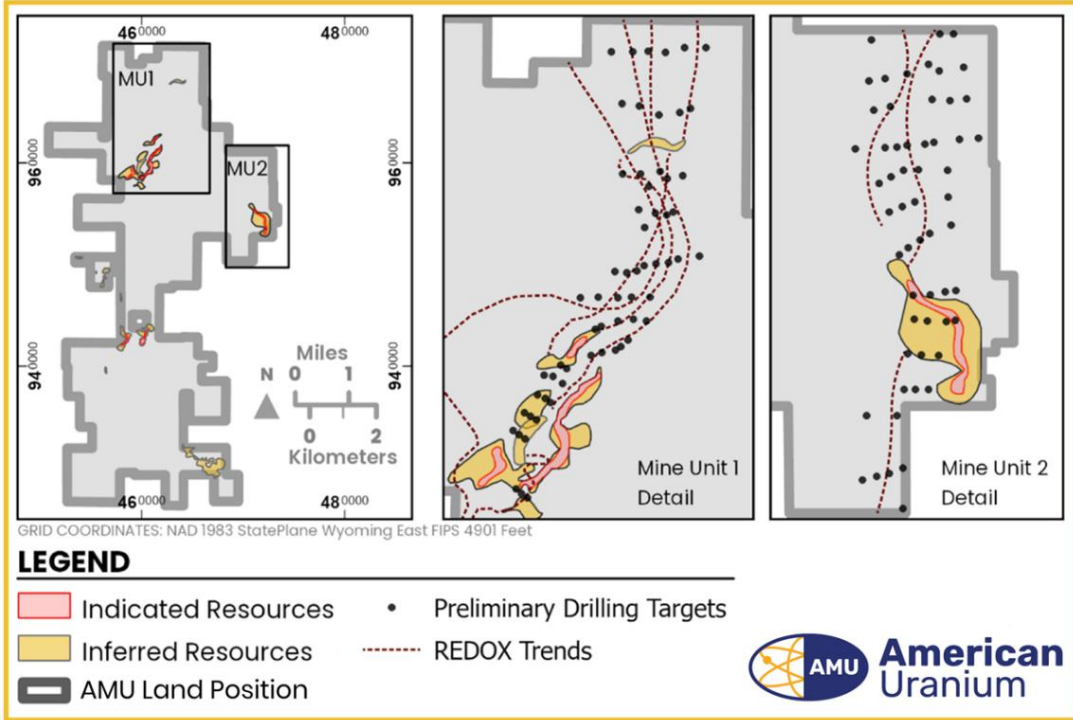 460000
480000
MU1
960000
MU2
960000
940000
940000
Miles
N 0 1
0 2
Kilometers
460000
480000
Mine Unit 1
Detail
Mine Unit 2
Detail
GRID COORDINATES: NAD 1983 StatePlane Wyoming East FIPS 4901 Feet
LEGEND
Indicated Resources
Preliminary Drilling Targets
Inferred Resources
REDOX Trends
AMU Land Position
AMU
American
Uranium